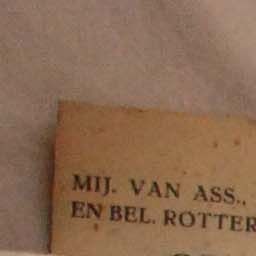 MIJ. VAN ASS..
EN BEL. ROTTER